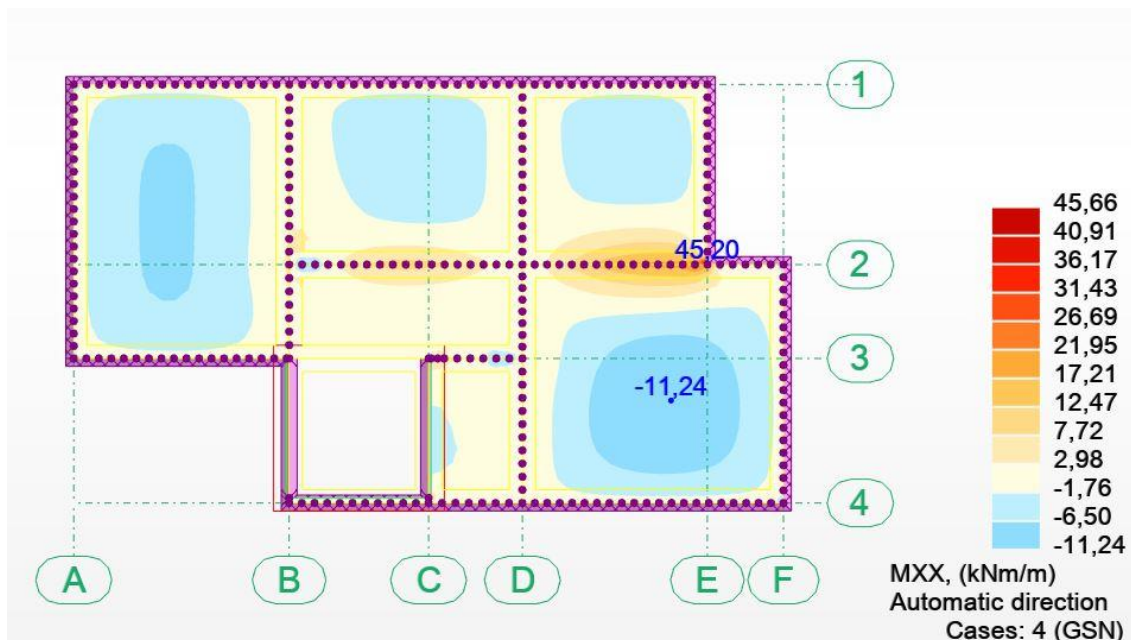 1
45,20
2
3
-11,24
4
A
B
C
D
E
F
45,66
40,91
36,17
31,43
26,69
21,95
17,21
12,47
7,72
2,98
-1,76
-6,50
-11,24
MXX, (kNm/m)
Automatic direction
Cases: 4 (GSN)